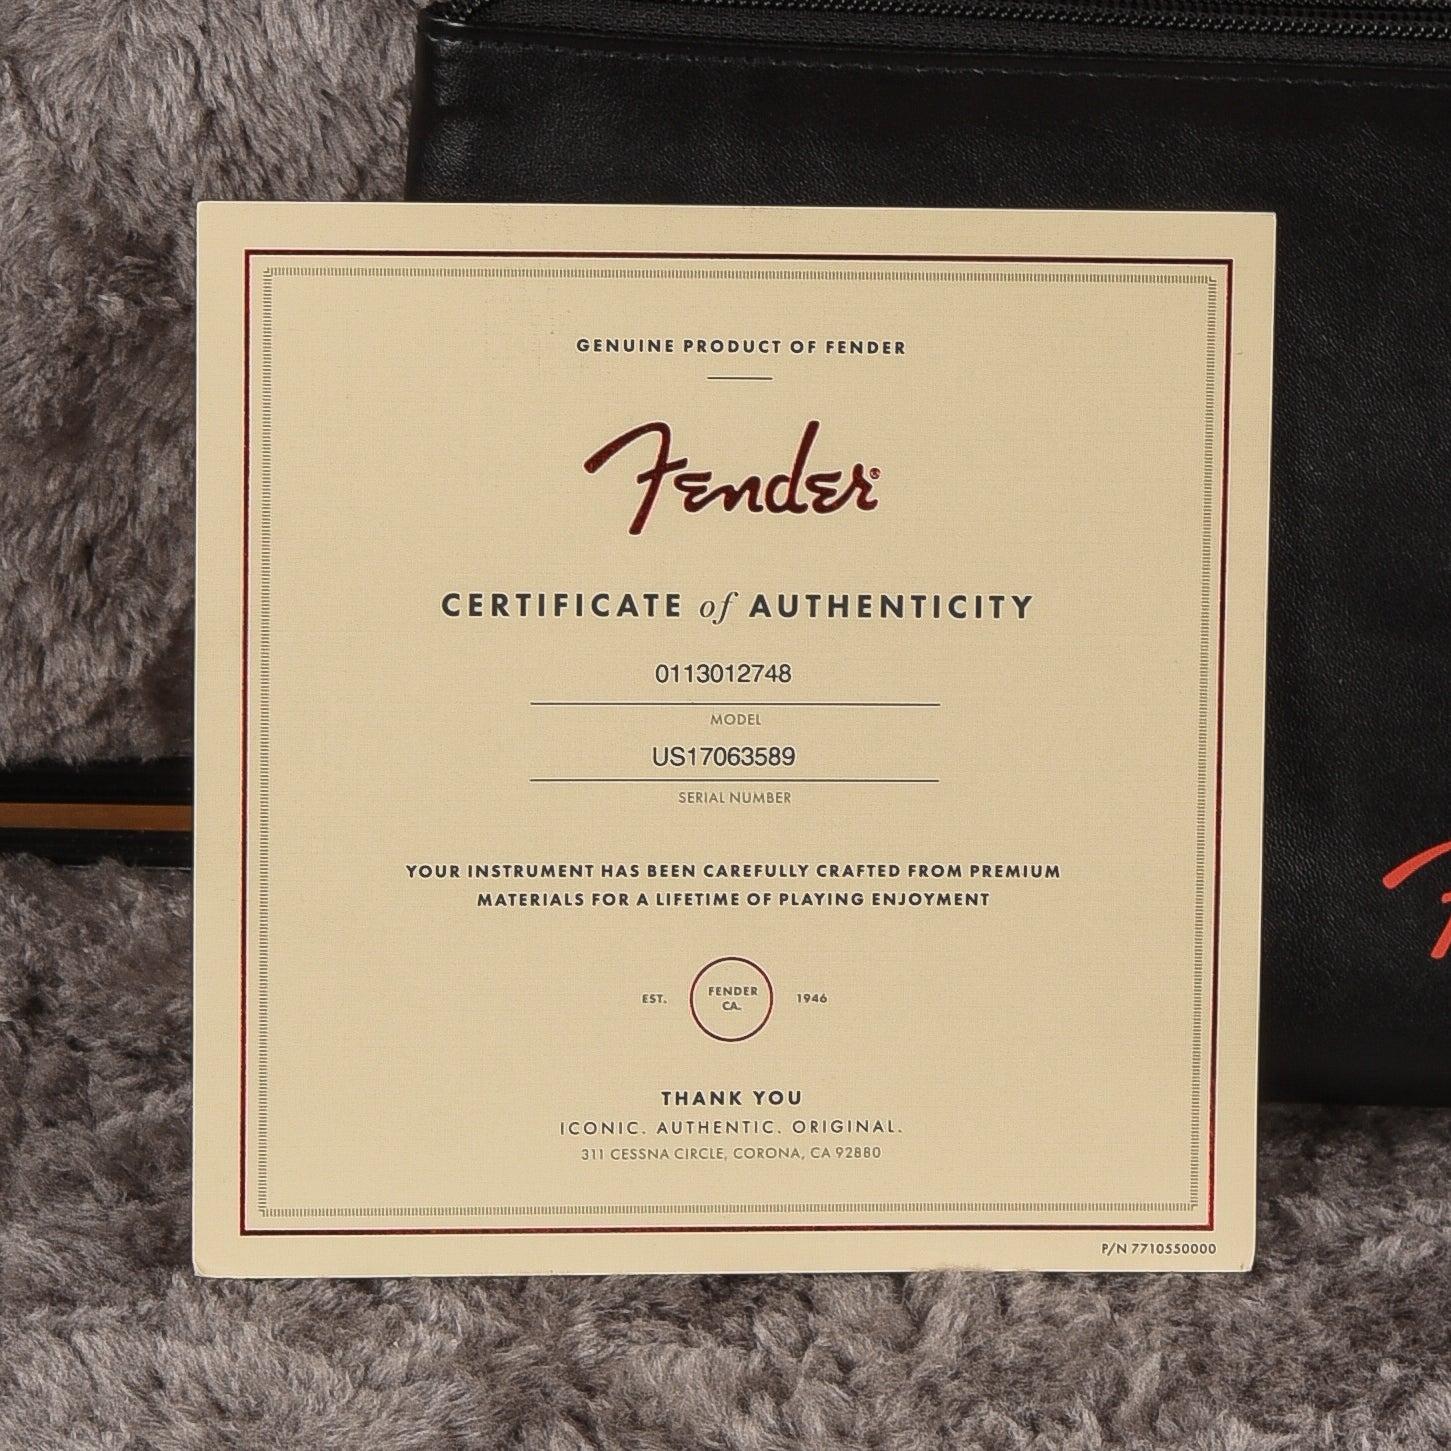 GENUINE PRODUCT OF FENDER
Fender®
CERTIFICATE of AUTHENTICITY
0113012748
MODEL
US17063589
SERIAL NUMBER
YOUR INSTRUMENT HAS BEEN CAREFULLY CRAFTED FROM PREMIUM
MATERIALS FOR A LIFETIME OF PLAYING ENJOYMENT
EST. FENDER CA. 1946
THANK YOU
ICONIC. AUTHENTIC. ORIGINAL.
311 CESSNA CIRCLE, CORONA, CA 92880
P/N 7710550000